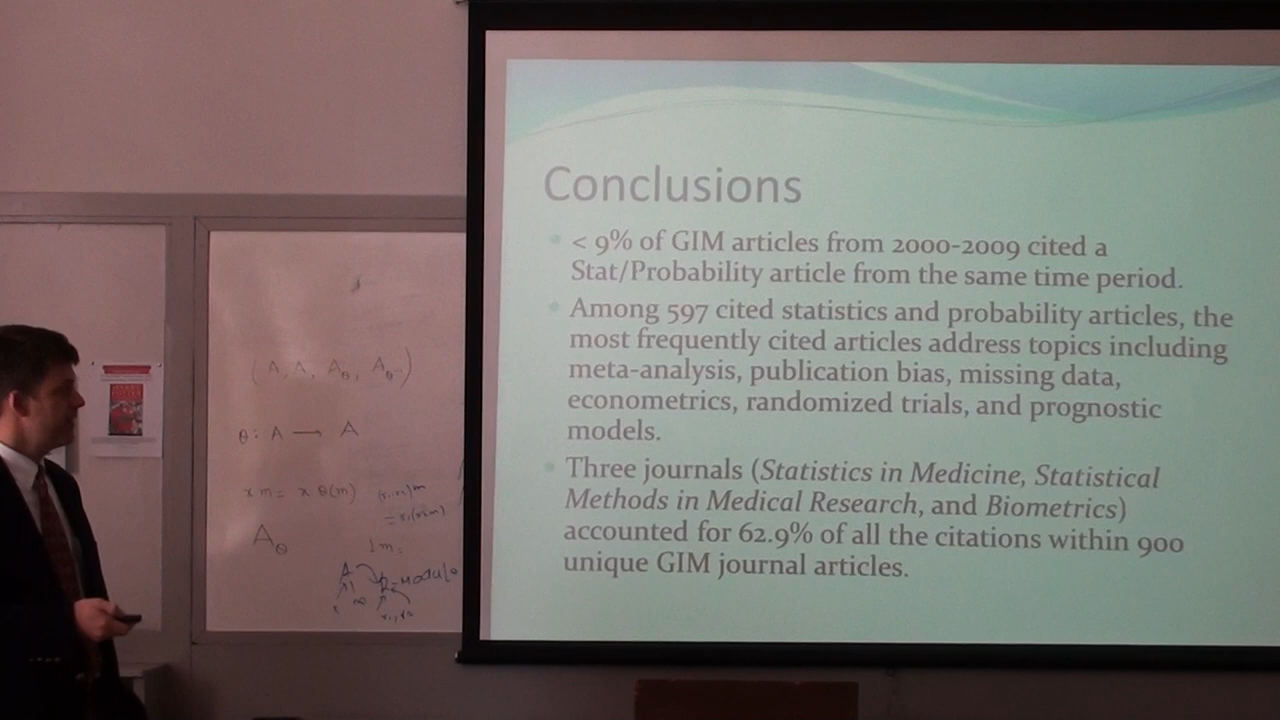 Conclusions
< 9% of GIM articles from 2000-2009 cited a
Stat/Probability article from the same time period.
Among 597 cited statistics and probability articles, the
most frequently cited articles address topics including
meta-analysis, publication bias, missing data,
econometrics, randomized trials, and prognostic
models.
Three journals (Statistics in Medicine, Statistical
Methods in Medical Research, and Biometrics)
accounted for 62.9% of all the citations within 900
unique GIM journal articles.
θ: A → A
x m = x θ(m)
A_θ
1 m =
R-module